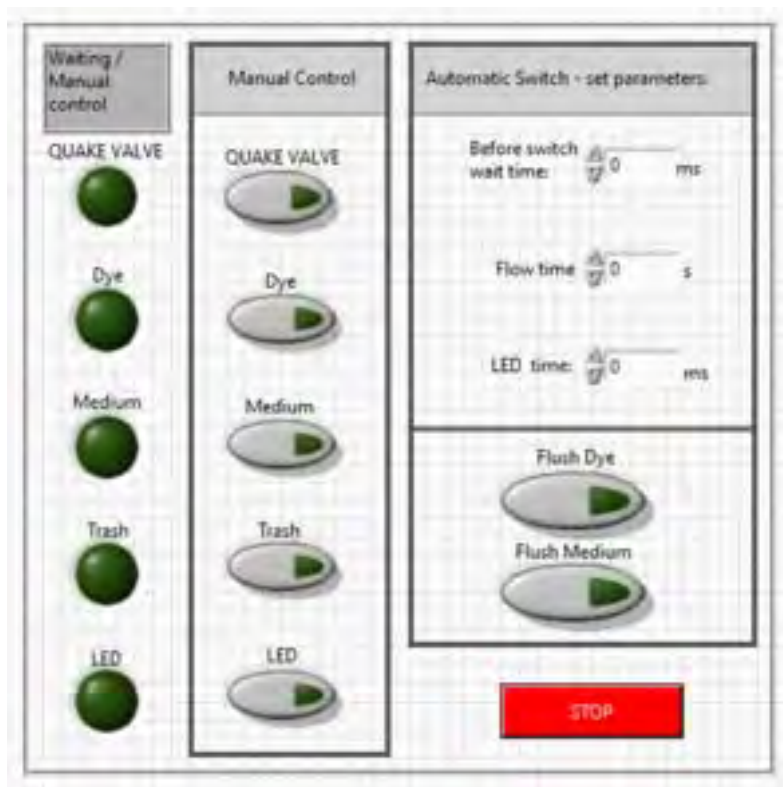 Waiting /
Manual
control
QUAKE VALVE
Dye
Medium
Trash
LED
Manual Control
QUAKE VALVE
Dye
Medium
Trash
LED
Automatic Switch - set parameters:
Before switch
wait time: 0 ms
Flow time 0 s
LED time: 0 ms
Flush Dye
Flush Medium
STOP